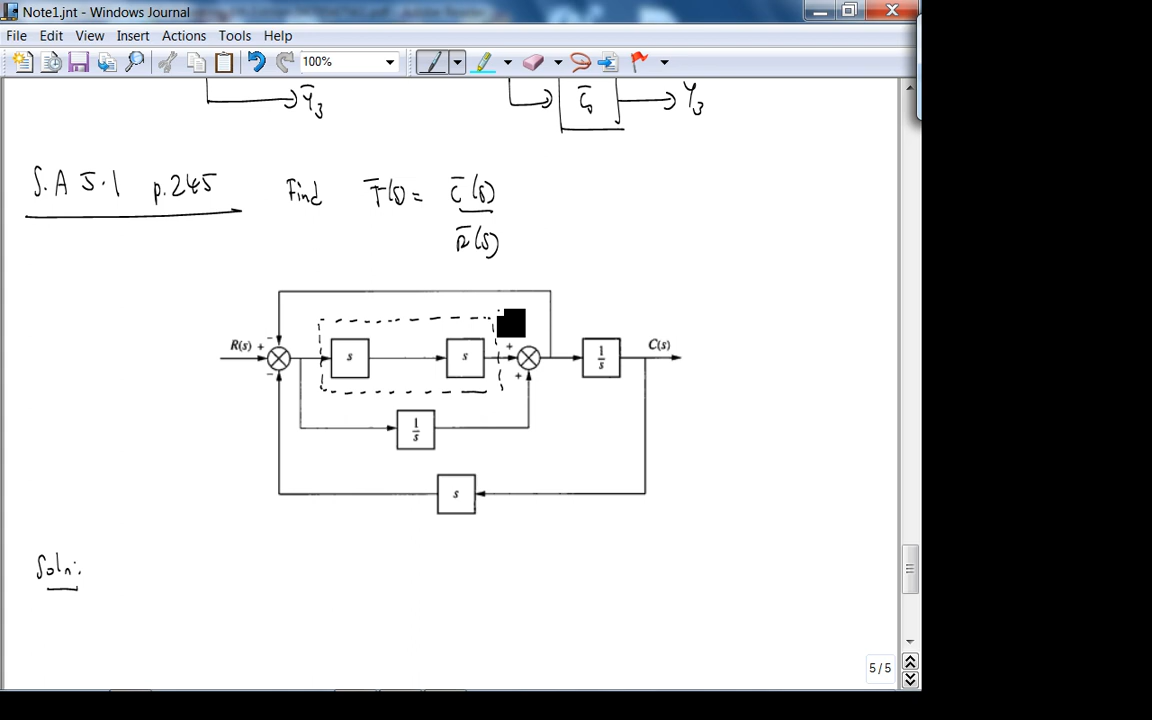 Note1.jnt - Windows Journal
File Edit View Insert Actions Tools Help
100%
Y̅3
G̅ Y3
S.A 5.1 p.245 Find T̅(s) = C̅(s)
R̅(s)
R(s) + - + C(s)
s s 1/s
- +
1/s
s
Soln:
5 / 5